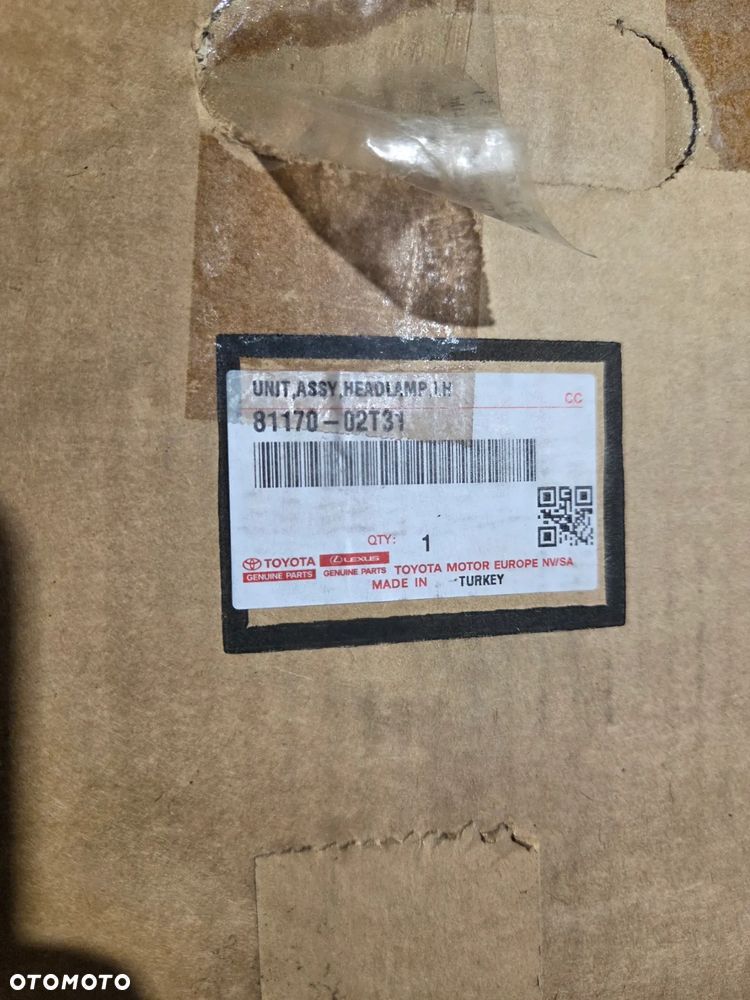 UNIT,ASSY,HEADLAMP,LH
CC
81170-02T31
QTY: 1
TOYOTA
GENUINE PARTS
LEXUS
GENUINE PARTS
TOYOTA MOTOR EUROPE NV/SA
MADE IN TURKEY
OTOMOTO